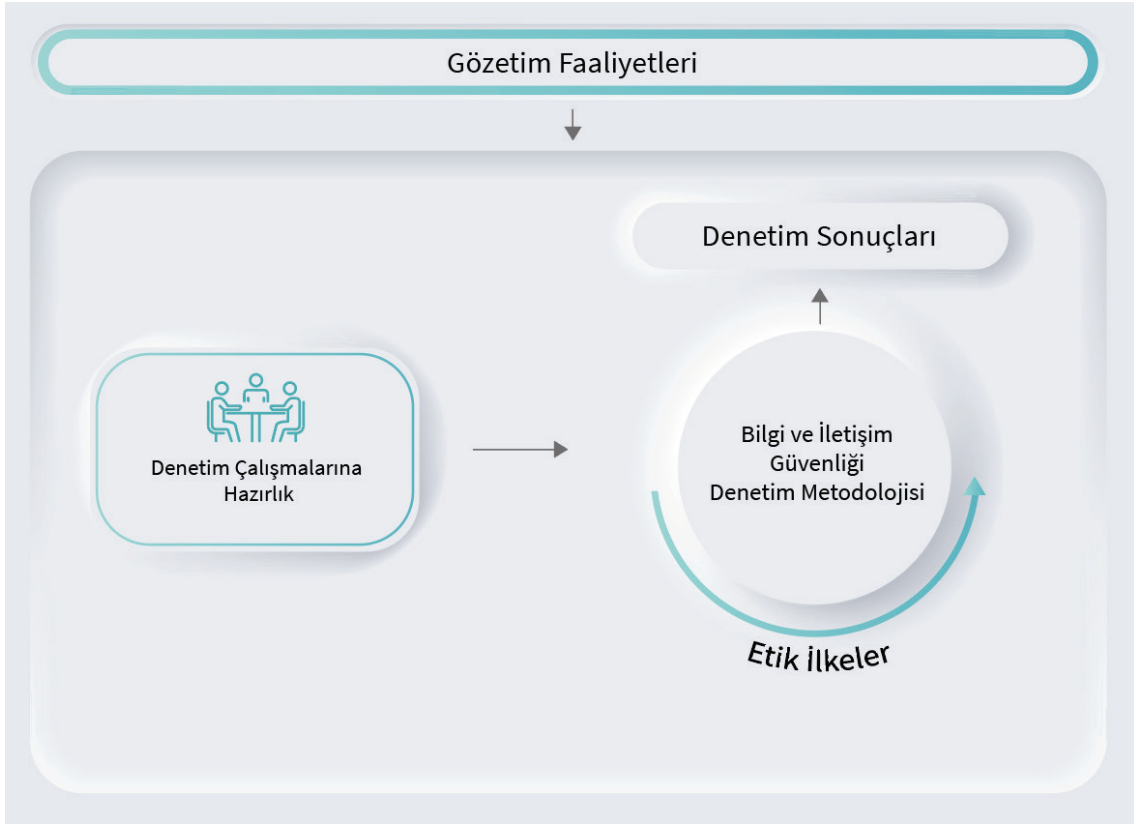 Gözetim Faaliyetleri
Denetim Sonuçları
Denetim Çalışmalarına
Hazırlık
Bilgi ve İletişim
Güvenliği
Denetim Metodolojisi
Etik İlkeler